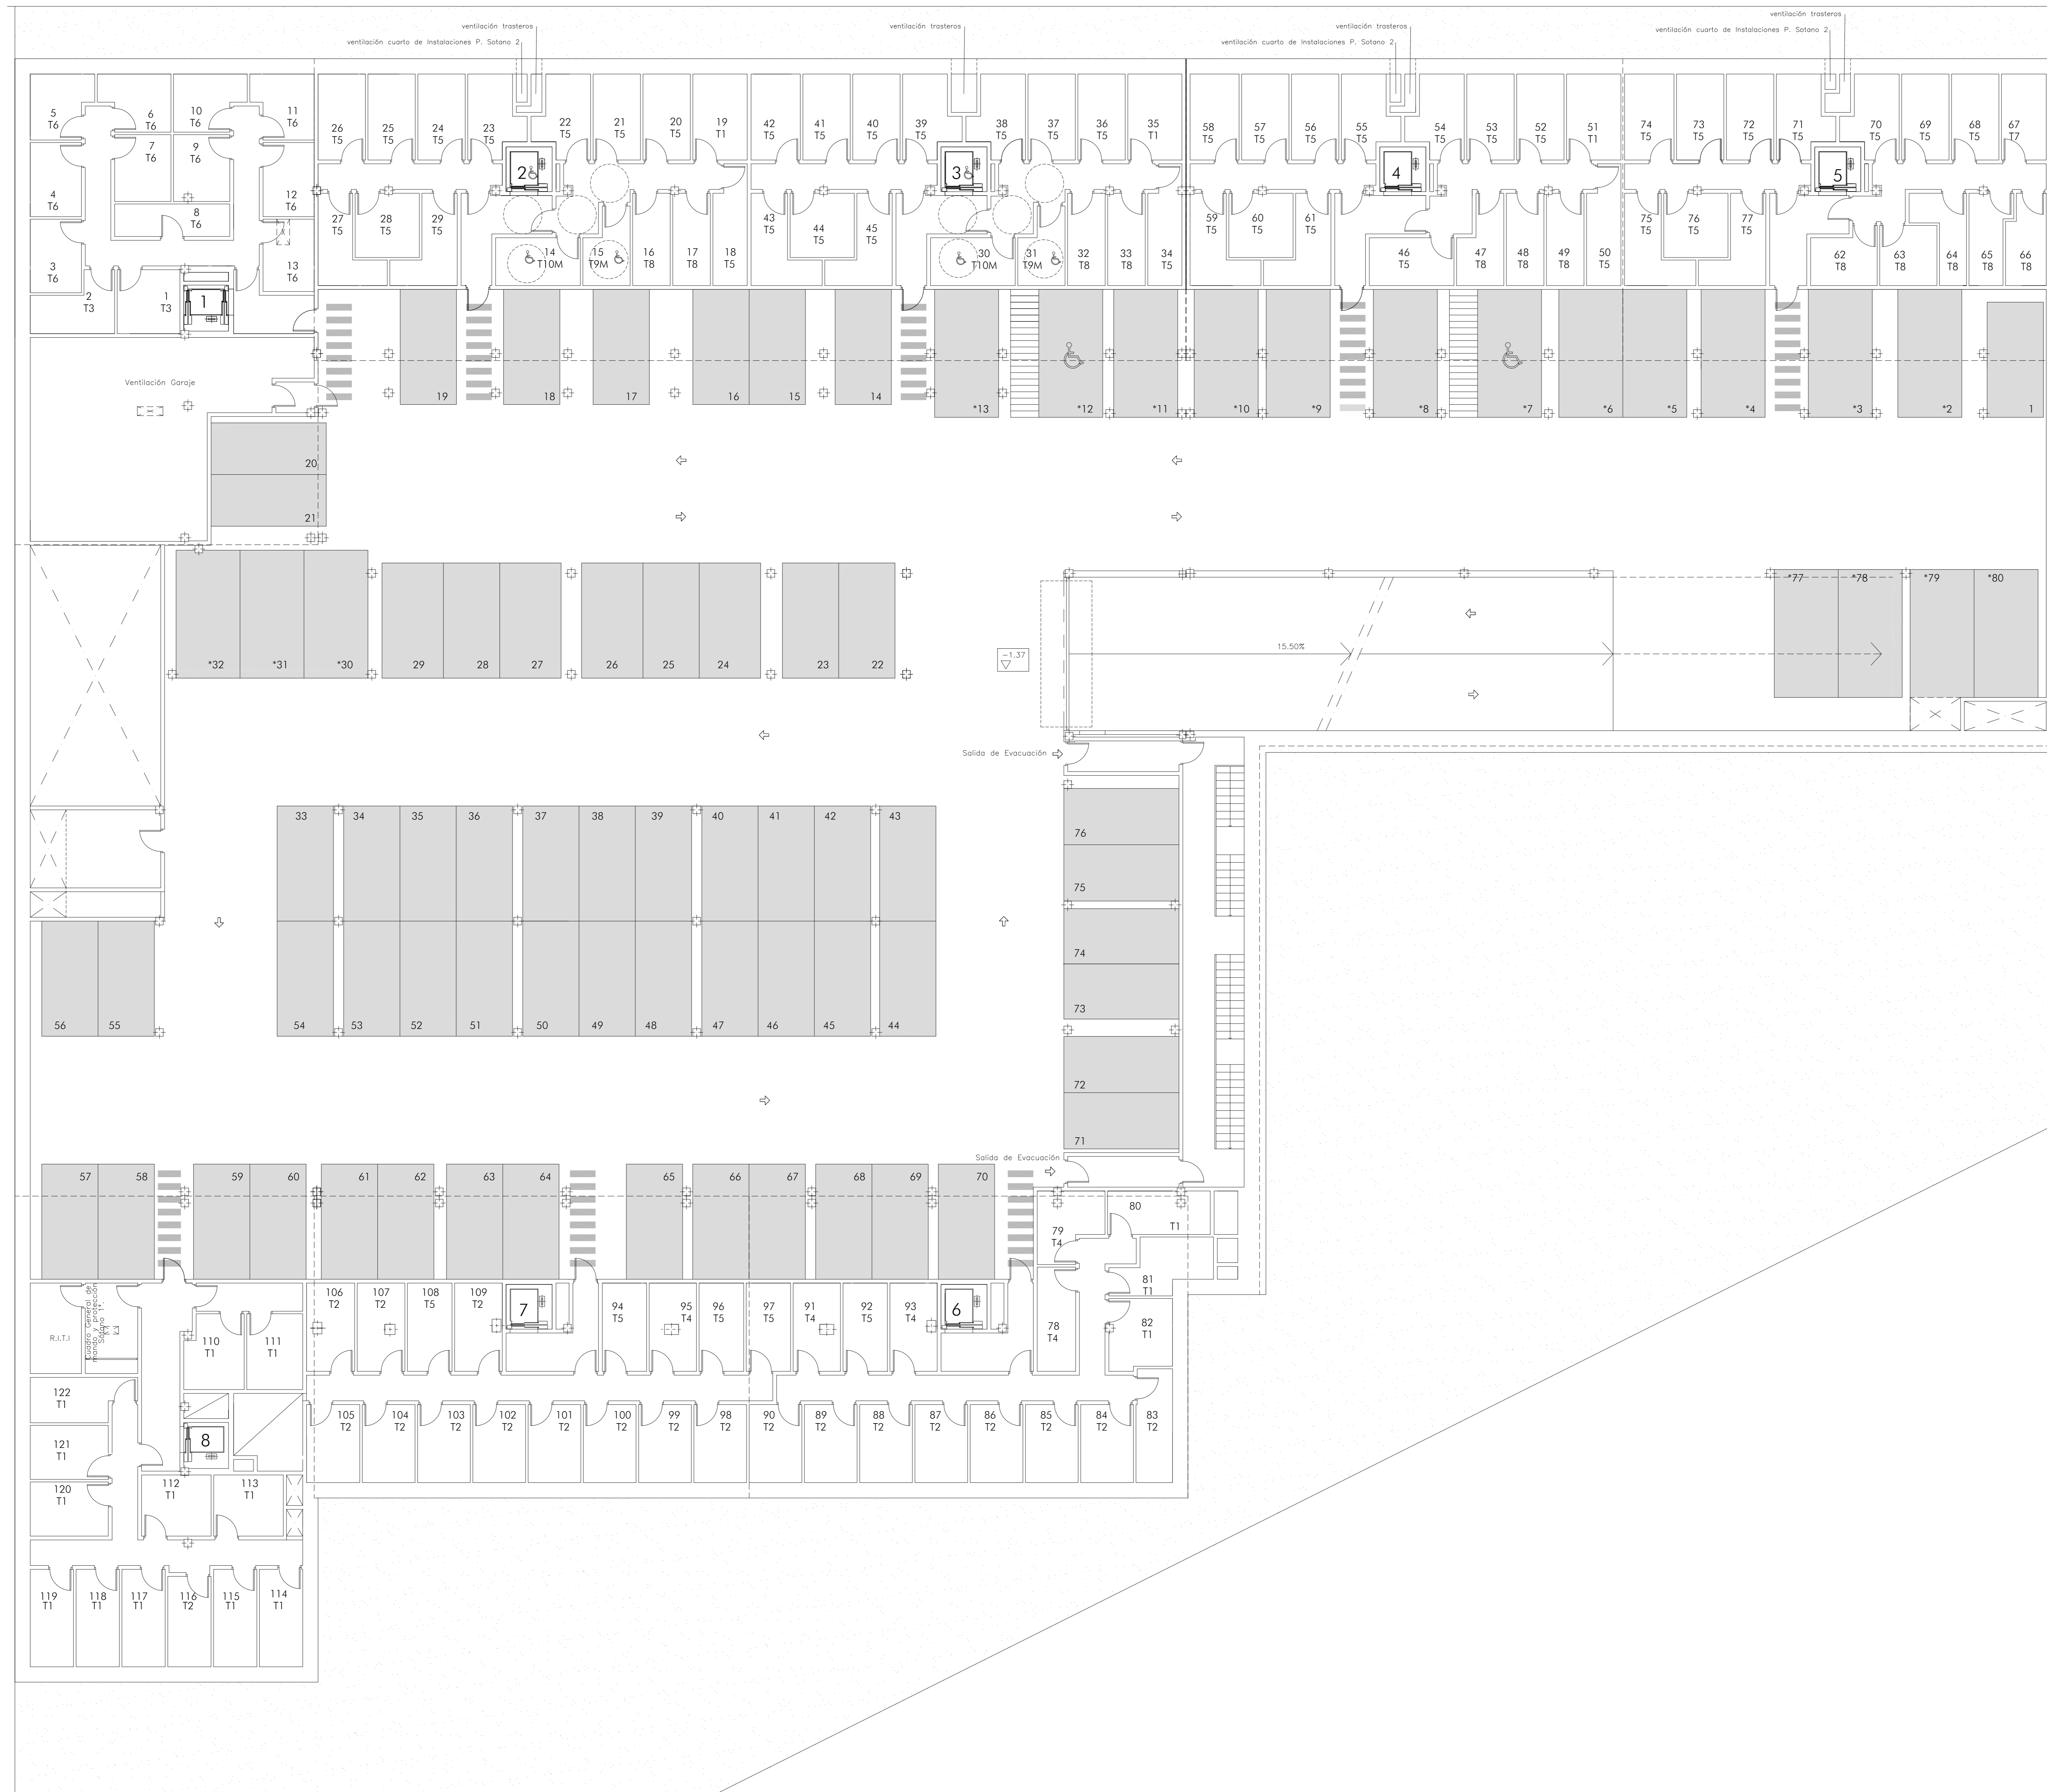 ventilación trasteros
ventilación trasteros
ventilación trasteros
ventilación trasteros
ventilación cuarto de Instalaciones P. Sotano 2
ventilación cuarto de Instalaciones P. Sotano 2
ventilación cuarto de Instalaciones P. Sotano 2
5
T6
6
T6
10
T6
11
T6
7
T6
9
T6
4
T6
8
T6
12
T6
3
T6
2
T3
1
T3
1
13
T6
26
T5
25
T5
24
T5
23
T5
2
22
T5
21
T5
20
T5
19
T1
27
T5
28
T5
29
T5
14
T10M
15
T9M
16
T8
17
T8
18
T5
42
T5
41
T5
40
T5
39
T5
3
38
T5
37
T5
36
T5
35
T1
43
T5
44
T5
45
T5
30
T10M
31
T9M
32
T8
33
T8
34
T5
58
T5
57
T5
56
T5
55
T5
4
54
T5
53
T5
52
T5
51
T1
59
T5
60
T5
61
T5
46
T5
47
T8
48
T8
49
T8
50
T5
74
T5
73
T5
72
T5
71
T5
5
70
T5
69
T5
68
T5
67
T7
75
T5
76
T5
77
T5
62
T8
63
T8
64
T8
65
T8
66
T8
Ventilación Garaje
19
18
17
16
15
14
*13
*12
*11
*10
*9
*8
*7
*6
*5
*4
*3
*2
1
20
21
*32
*31
*30
29
28
27
26
25
24
23
22
-1.37
15.50%
*77
*78
*79
*80
Salida de Evacuación
33
34
35
36
37
38
39
40
41
42
43
76
75
74
73
72
71
56
55
54
53
52
51
50
49
48
47
46
45
44
Salida de Evacuación
57
58
59
60
61
62
63
64
65
66
67
68
69
70
79
T4
80
T1
81
T1
82
T1
78
T4
R.I.T.I
Cuadro General de
mando y protección
Sótano 1°.
110
T1
111
T1
106
T2
107
T2
108
T5
109
T2
7
94
T5
95
T4
96
T5
97
T5
91
T4
92
T5
93
T4
6
122
T1
121
T1
120
T1
8
112
T1
113
T1
105
T2
104
T2
103
T2
102
T2
101
T2
100
T2
99
T2
98
T2
90
T2
89
T2
88
T2
87
T2
86
T2
85
T2
84
T2
83
T2
119
T1
118
T1
117
T1
116
T2
115
T1
114
T1